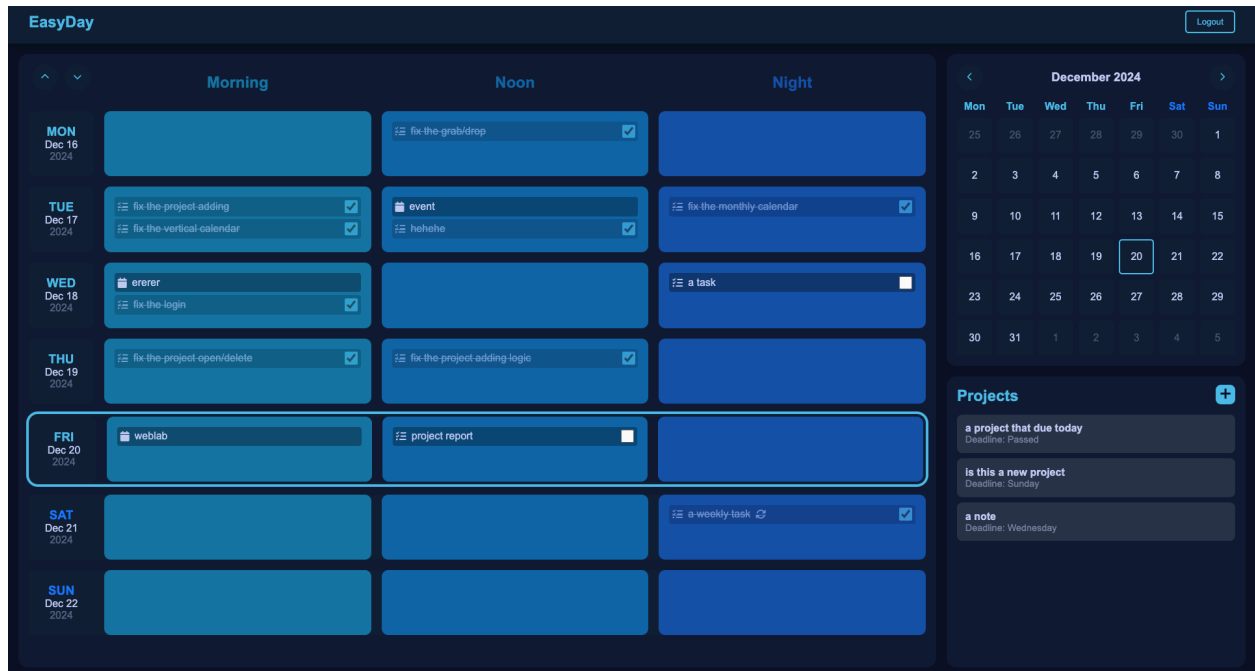 EasyDay
Logout
Morning Noon Night
MON
Dec 16
2024
fix the grab/drop
TUE
Dec 17
2024
fix the project adding
fix the vertical calendar
event
hehehe
fix the monthly calendar
WED
Dec 18
2024
ererer
fix the login
a task
THU
Dec 19
2024
fix the project open/delete
fix the project adding logic
FRI
Dec 20
2024
weblab
project report
SAT
Dec 21
2024
a weekly task
SUN
Dec 22
2024
December 2024
Mon Tue Wed Thu Fri Sat Sun
25 26 27 28 29 30 1
2 3 4 5 6 7 8
9 10 11 12 13 14 15
16 17 18 19 20 21 22
23 24 25 26 27 28 29
30 31 1 2 3 4 5
Projects
a project that due today
Deadline: Passed
is this a new project
Deadline: Sunday
a note
Deadline: Wednesday